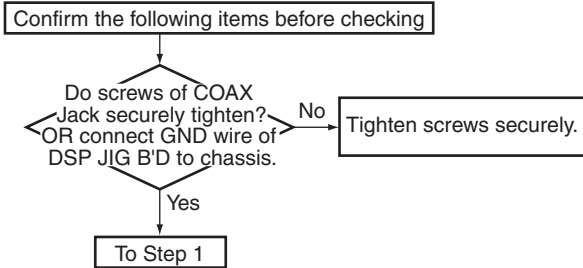 Confirm the following items before checking
Do screws of COAX
Jack securely tighten?
OR connect GND wire of
DSP JIG B'D to chassis.
No
Tighten screws securely.
Yes
To Step 1